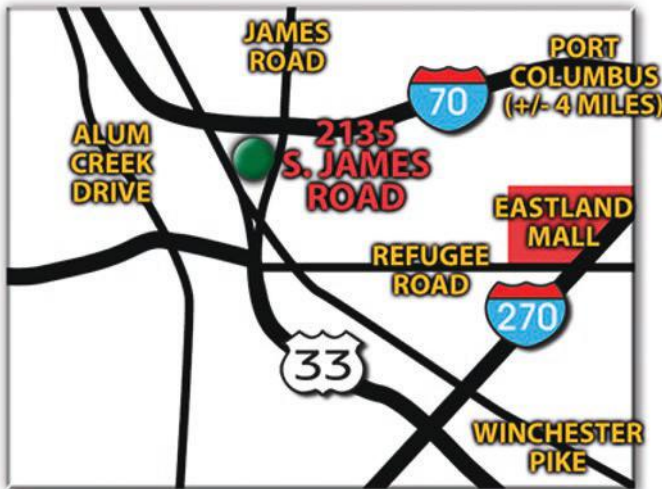 JAMES
ROAD
PORT
COLUMBUS
(+/- 4 MILES)
70
ALUM
CREEK
DRIVE
2135
S. JAMES
ROAD
EASTLAND
MALL
REFUGEE
ROAD
270
33
WINCHESTER
PIKE